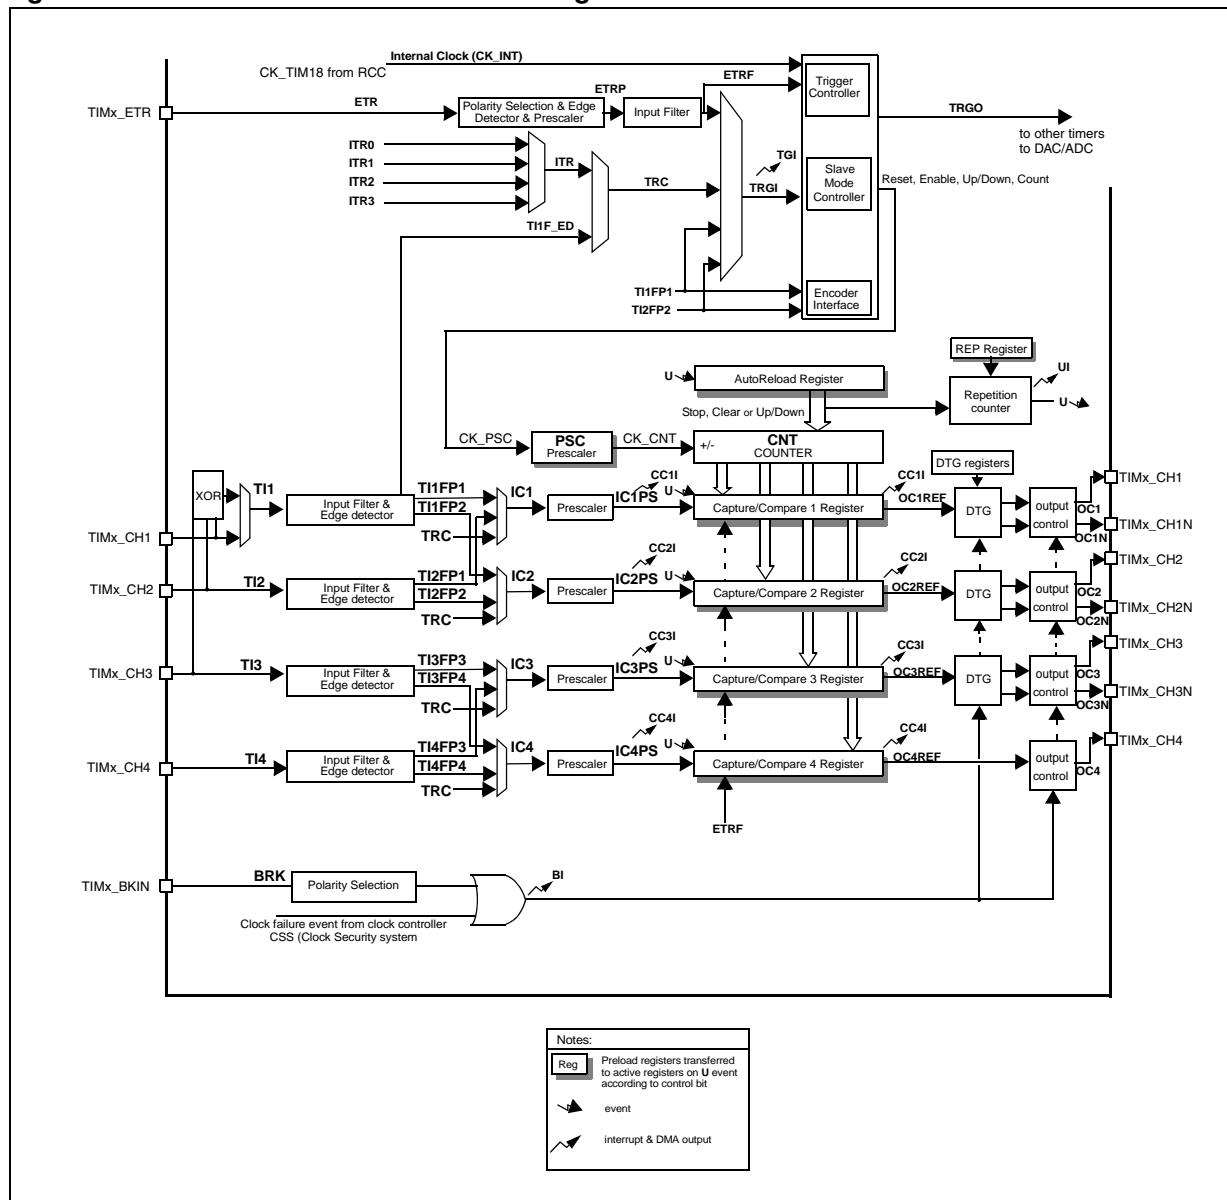 Internal Clock (CK_INT)
CK_TIM18 from RCC
ETRF
Trigger
Controller
ETRP
ETR
TIMx_ETR
Polarity Selection & Edge
Detector & Prescaler
Input Filter
TRGO
to other timers
to DAC/ADC
ITR0
ITR1
ITR2
ITR3
ITR
TRC
TGI
TRGI
Slave
Mode
Controller
Reset, Enable, Up/Down, Count
TI1F_ED
TI1FP1
TI2FP2
Encoder
Interface
REP Register
U
AutoReload Register
UI
Repetition
counter
U
Stop, Clear or Up/Down
CK_PSC
PSC
Prescaler
CK_CNT
+/-
CNT
COUNTER
DTG registers
XOR
TI1
Input Filter &
Edge detector
TI1FP1
TI1FP2
TRC
IC1
Prescaler
IC1PS
CC1I
U
Capture/Compare 1 Register
CC1I
OC1REF
DTG
output
control
OC1
OC1N
TIMx_CH1
TIMx_CH1N
TIMx_CH1
TIMx_CH2
TI2
Input Filter &
Edge detector
TI2FP1
TI2FP2
TRC
IC2
Prescaler
IC2PS
CC2I
U
Capture/Compare 2 Register
CC2I
OC2REF
DTG
output
control
OC2
OC2N
TIMx_CH2
TIMx_CH2N
TIMx_CH3
TI3
Input Filter &
Edge detector
TI3FP3
TI3FP4
TRC
IC3
Prescaler
IC3PS
CC3I
U
Capture/Compare 3 Register
CC3I
OC3REF
DTG
output
control
OC3
OC3N
TIMx_CH3
TIMx_CH3N
TIMx_CH4
TI4
Input Filter &
Edge detector
TI4FP3
TI4FP4
TRC
IC4
Prescaler
IC4PS
CC4I
U
Capture/Compare 4 Register
CC4I
OC4REF
output
control
OC4
TIMx_CH4
ETRF
TIMx_BKIN
BRK
Polarity Selection
BI
Clock failure event from clock controller
CSS (Clock Security system
Notes:
Reg
Preload registers transferred
to active registers on U event
according to control bit
event
interrupt & DMA output